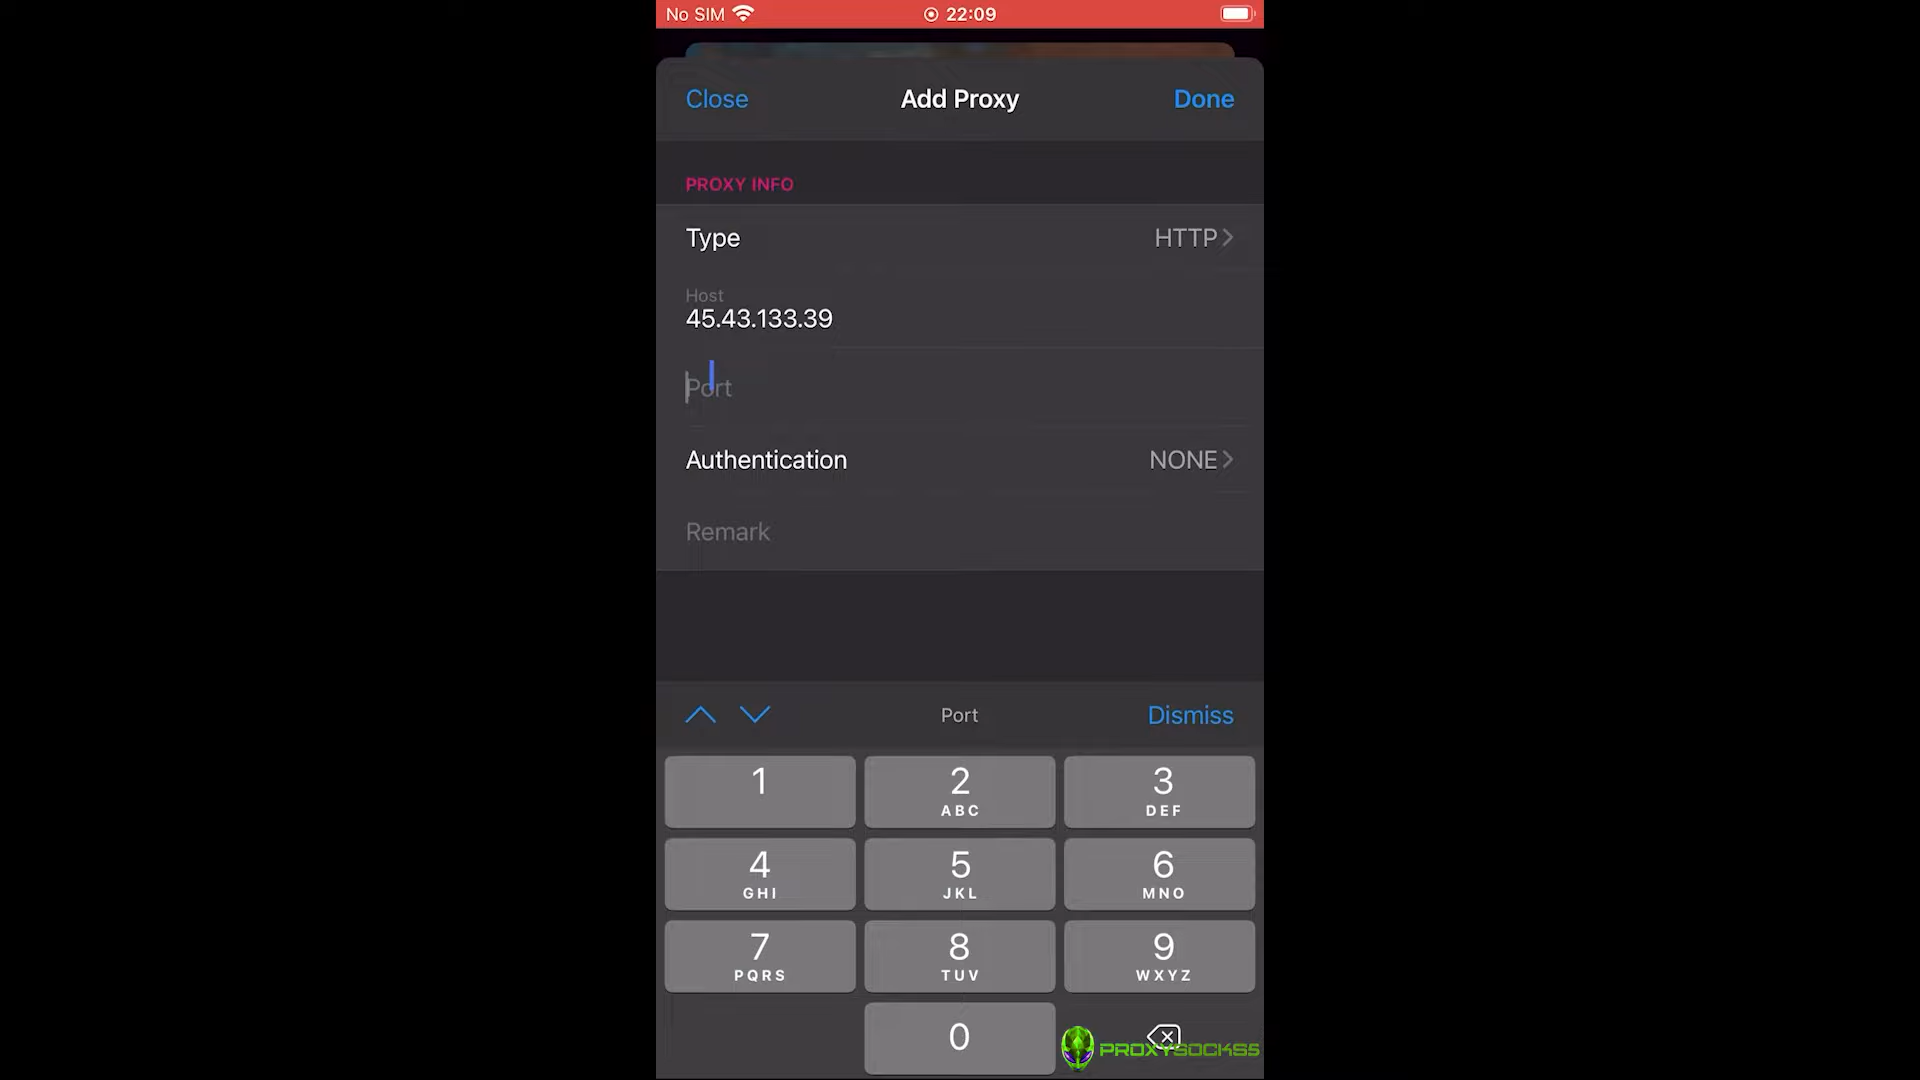 No SIM 22:09
Close Add Proxy Done
PROXY INFO
Type HTTP
Host
45.43.133.39
Port
Authentication NONE
Remark
Port Dismiss
1 2 3
ABC DEF
4 5 6
GHI JKL MNO
7 8 9
PQRS TUV WXYZ
0
PROXYSOCKS5